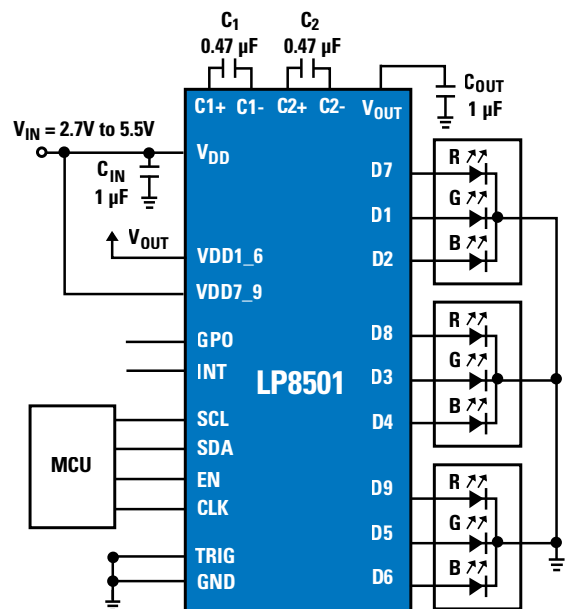 C1 C2
0.47 µF 0.47 µF
COUT
1 µF
C1+ C1- C2+ C2- VOUT
VIN = 2.7V to 5.5V
VDD
CIN
1 µF
VOUT
VDD1_6
VDD7_9
GPO
INT
LP8501
MCU
SCL
SDA
EN
CLK
TRIG
GND
D7 R
D1 G
D2 B
D8 R
D3 G
D4 B
D9 R
D5 G
D6 B